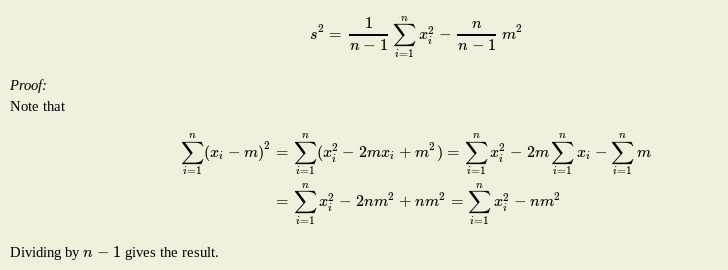 s² = \frac{1}{n − 1} \sum_{i=1}^{n} x_i^2 − \frac{n}{n − 1} m²
Proof:
Note that
\sum_{i=1}^{n} (x_i − m)^2 = \sum_{i=1}^{n} (x_i^2 − 2mx_i + m^2) = \sum_{i=1}^{n} x_i^2 − 2m \sum_{i=1}^{n} x_i − \sum_{i=1}^{n} m
= \sum_{i=1}^{n} x_i^2 − 2nm^2 + nm^2 = \sum_{i=1}^{n} x_i^2 − nm^2
Dividing by n − 1 gives the result.